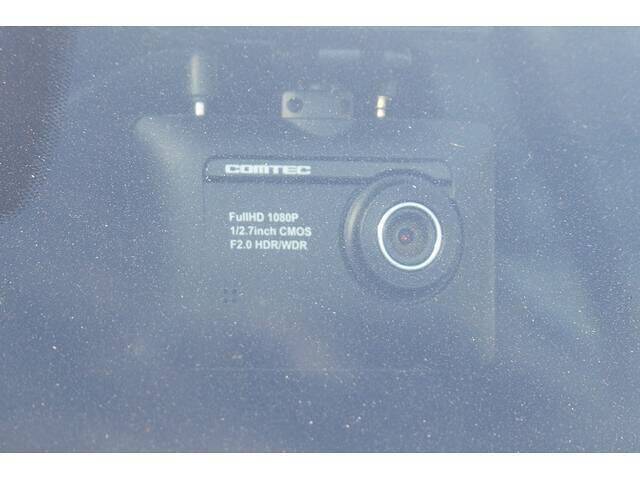 COMTEC
FullHD 1080P
1/2.7inch CMOS
F2.0 HDR/WDR